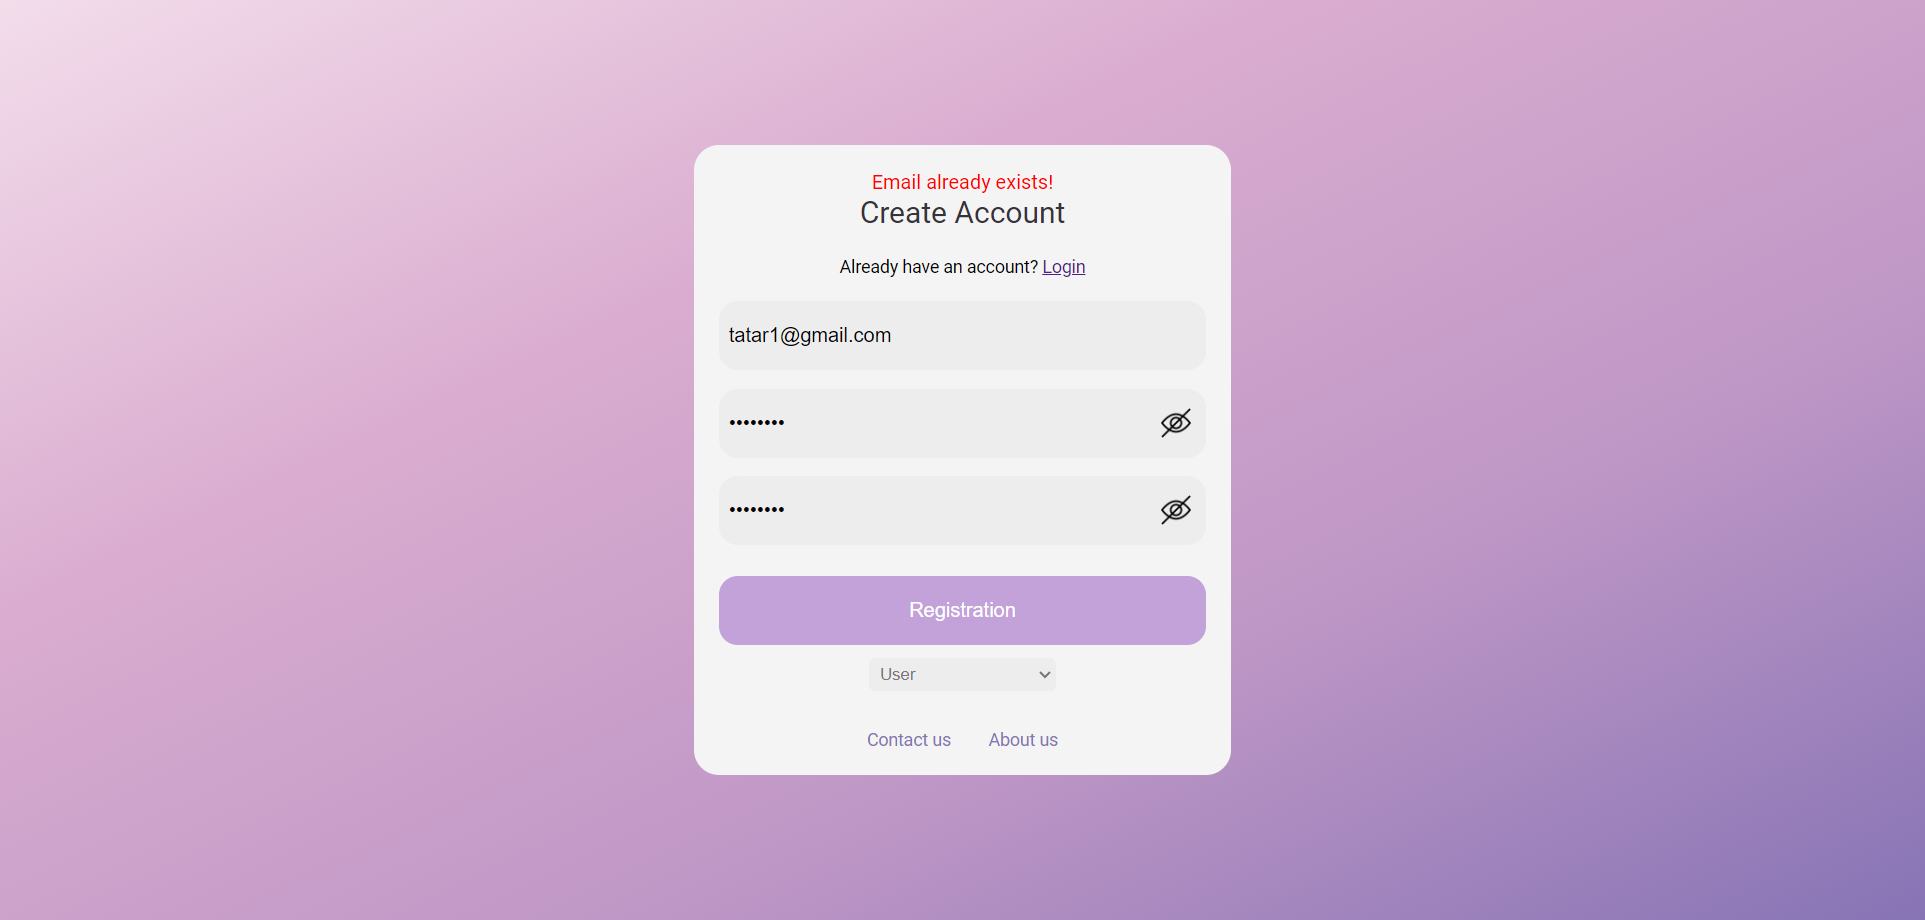 Email already exists!
Create Account
Already have an account? Login
tatar1@gmail.com
••••••••
••••••••
Registration
User
Contact us About us